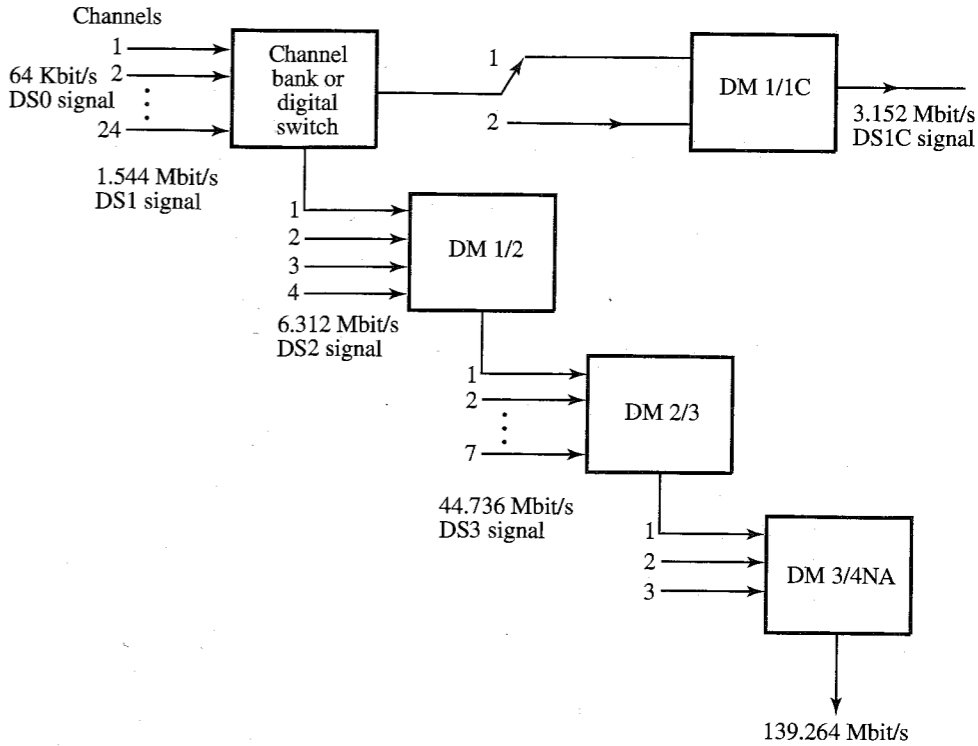 Channels
1
64 Kbit/s 2
DS0 signal
24
Channel
bank or
digital
switch
1
2
DM 1/1C
3.152 Mbit/s
DS1C signal
1.544 Mbit/s
DS1 signal
1
2
3
4
DM 1/2
6.312 Mbit/s
DS2 signal
1
2
7
DM 2/3
44.736 Mbit/s
DS3 signal
1
2
3
DM 3/4NA
139.264 Mbit/s